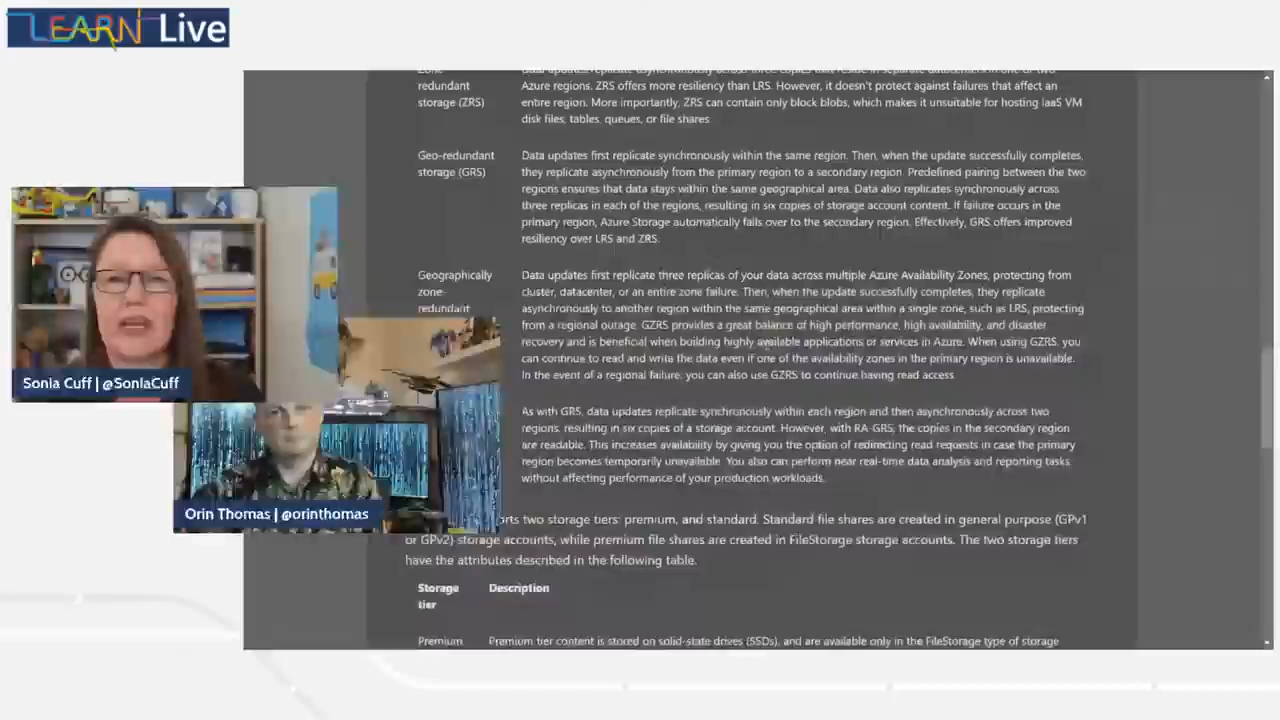 LEARN Live
Zone-
redundant
storage (ZRS)
Data updates replicate asynchronously across three copies that reside in separate datacenters in one or two
Azure regions. ZRS offers more resiliency than LRS. However, it doesn't protect against failures that affect an
entire region. More importantly, ZRS can contain only block blobs, which makes it unsuitable for hosting IaaS VM
disk files, tables, queues, or file shares.
Geo-redundant
storage (GRS)
Data updates first replicate synchronously within the same region. Then, when the update successfully completes,
they replicate asynchronously from the primary region to a secondary region. Predefined pairing between the two
regions ensures that data stays within the same geographical area. Data also replicates synchronously across
three replicas in each of the regions, resulting in six copies of storage account content. If failure occurs in the
primary region, Azure Storage automatically fails over to the secondary region. Effectively, GRS offers improved
resiliency over LRS and ZRS.
Geographically
zone-
redundant
Data updates first replicate three replicas of your data across multiple Azure Availability Zones, protecting from
cluster, datacenter, or an entire zone failure. Then, when the update successfully completes, they replicate
asynchronously to another region within the same geographical area within a single zone, such as LRS, protecting
from a regional outage. GZRS provides a great balance of high performance, high availability, and disaster
recovery and is beneficial when building highly available applications or services in Azure. When using GZRS, you
can continue to read and write the data even if one of the availability zones in the primary region is unavailable.
In the event of a regional failure, you can also use GZRS to continue having read access.
As with GRS, data updates replicate synchronously within each region and then asynchronously across two
regions, resulting in six copies of a storage account. However, with RA-GRS, the copies in the secondary region
are readable. This increases availability by giving you the option of redirecting read requests in case the primary
region becomes temporarily unavailable. You also can perform near real-time data analysis and reporting tasks
without affecting performance of your production workloads.
Sonia Cuff | @SoniaCuff
Orin Thomas | @orinthomas
rts two storage tiers: premium, and standard. Standard file shares are created in general purpose (GPv1
or GPv2) storage accounts, while premium file shares are created in FileStorage storage accounts. The two storage tiers
have the attributes described in the following table.
Storage
tier
Description
Premium
Premium tier content is stored on solid-state drives (SSDs), and are available only in the FileStorage type of storage